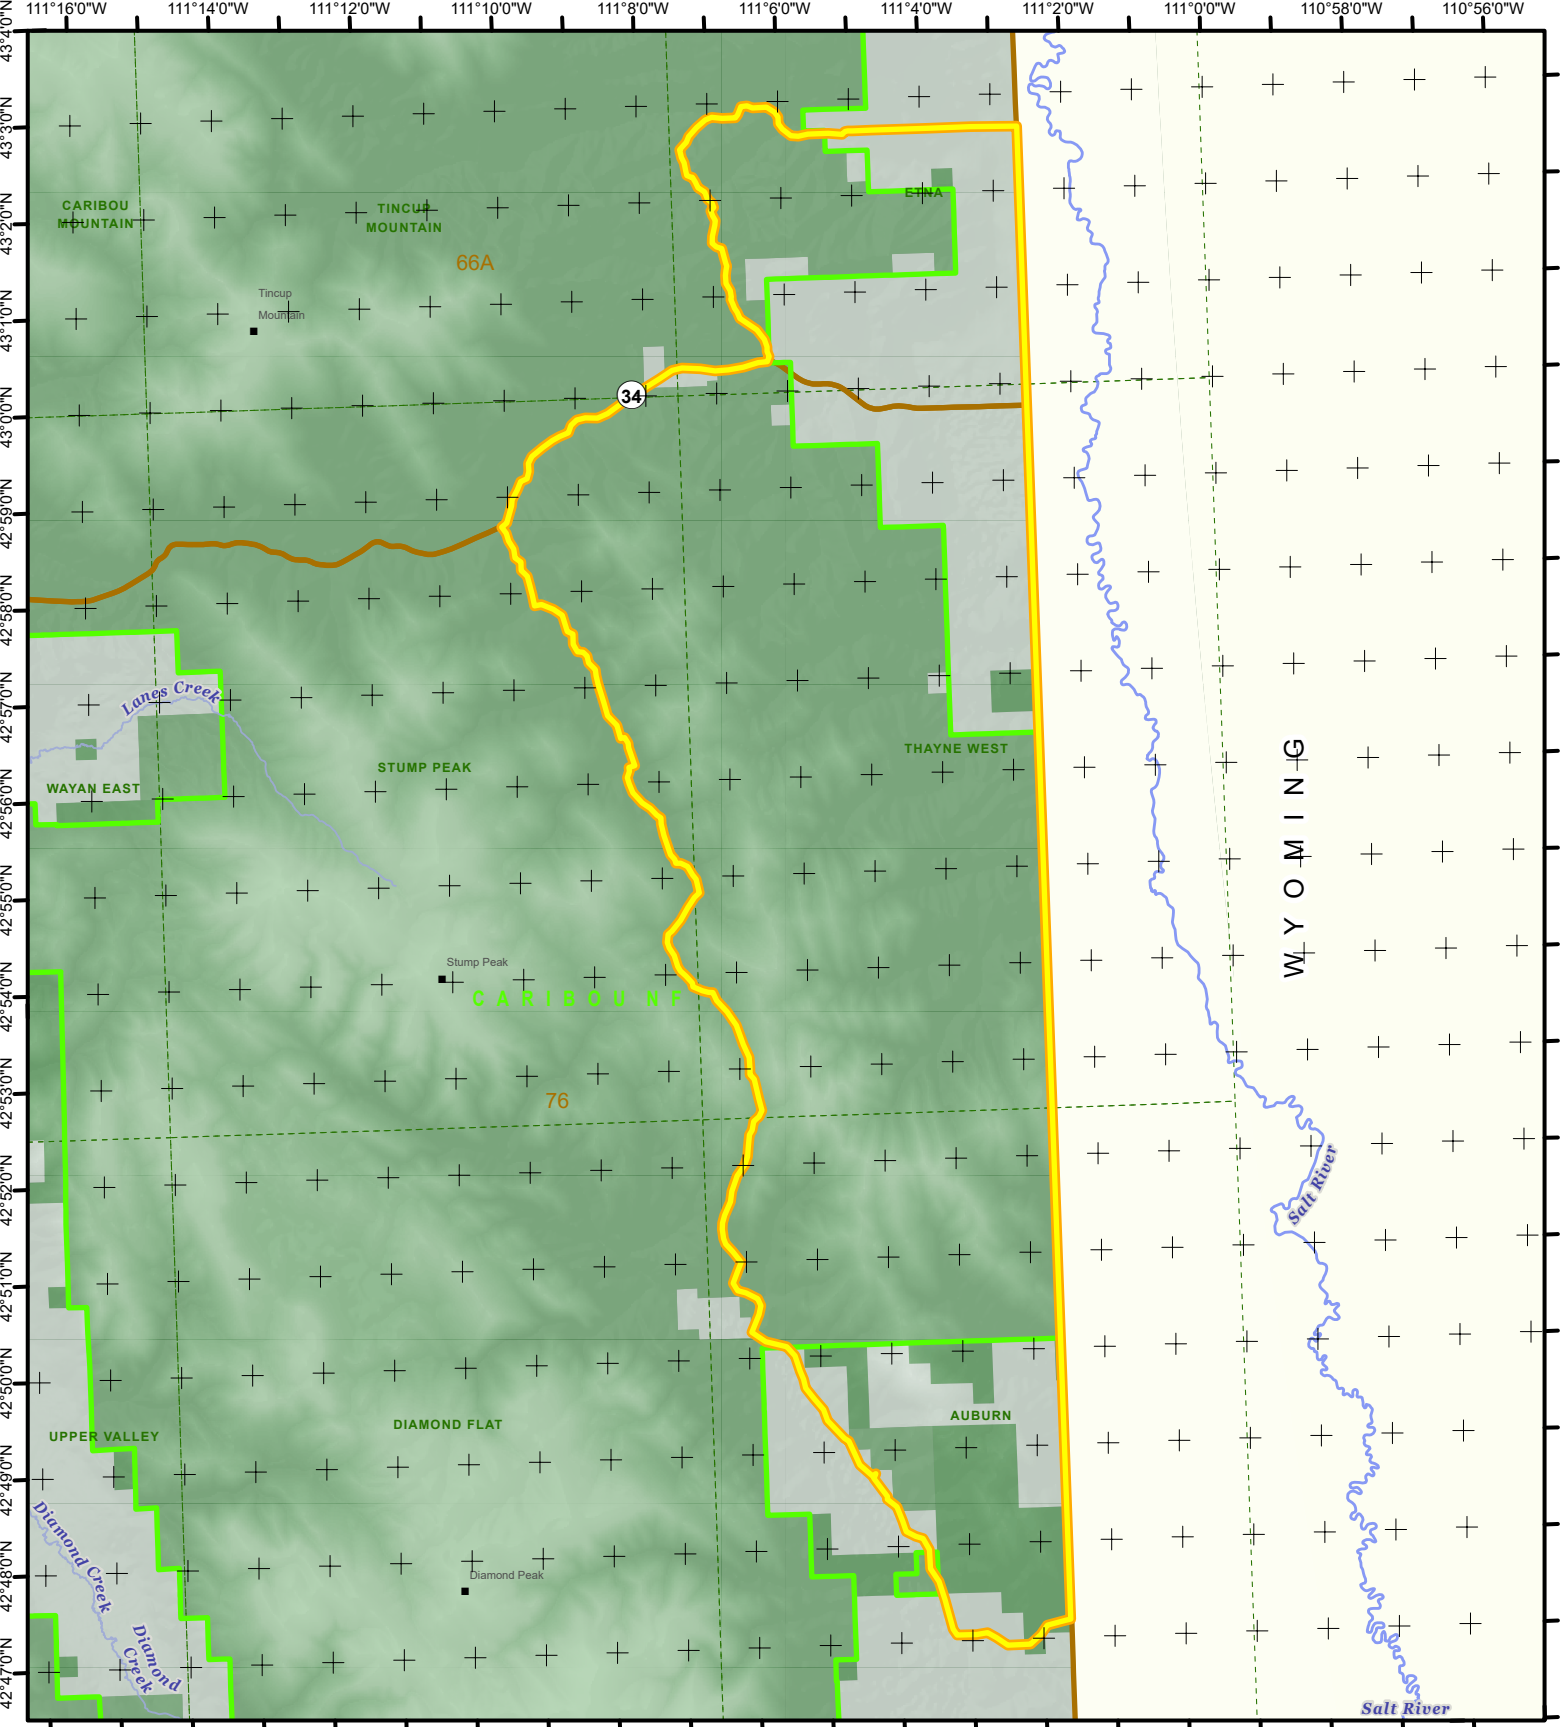 111°16'0"W 111°14'0"W 111°12'0"W 111°10'0"W 111°8'0"W 111°6'0"W 111°4'0"W 111°2'0"W 111°0'0"W 110°58'0"W 110°56'0"W
43°4'0"N
43°3'0"N
43°2'0"N
43°1'0"N
43°0'0"N
42°59'0"N
42°58'0"N
42°57'0"N
42°56'0"N
42°55'0"N
42°54'0"N
42°53'0"N
42°52'0"N
42°51'0"N
42°50'0"N
42°49'0"N
42°48'0"N
42°47'0"N
ETNA
CARIBOU
MOUNTAIN
TINCUP
MOUNTAIN
66A
Tincup
Mountain
34
Lanes Creek
THAYNE WEST
STUMP PEAK
WAYAN EAST
WYOMING
Stump Peak
CARIBOU NF
76
Salt River
AUBURN
DIAMOND FLAT
UPPER VALLEY
Diamond Creek
Diamond Peak
Diamond
Creek
Salt River